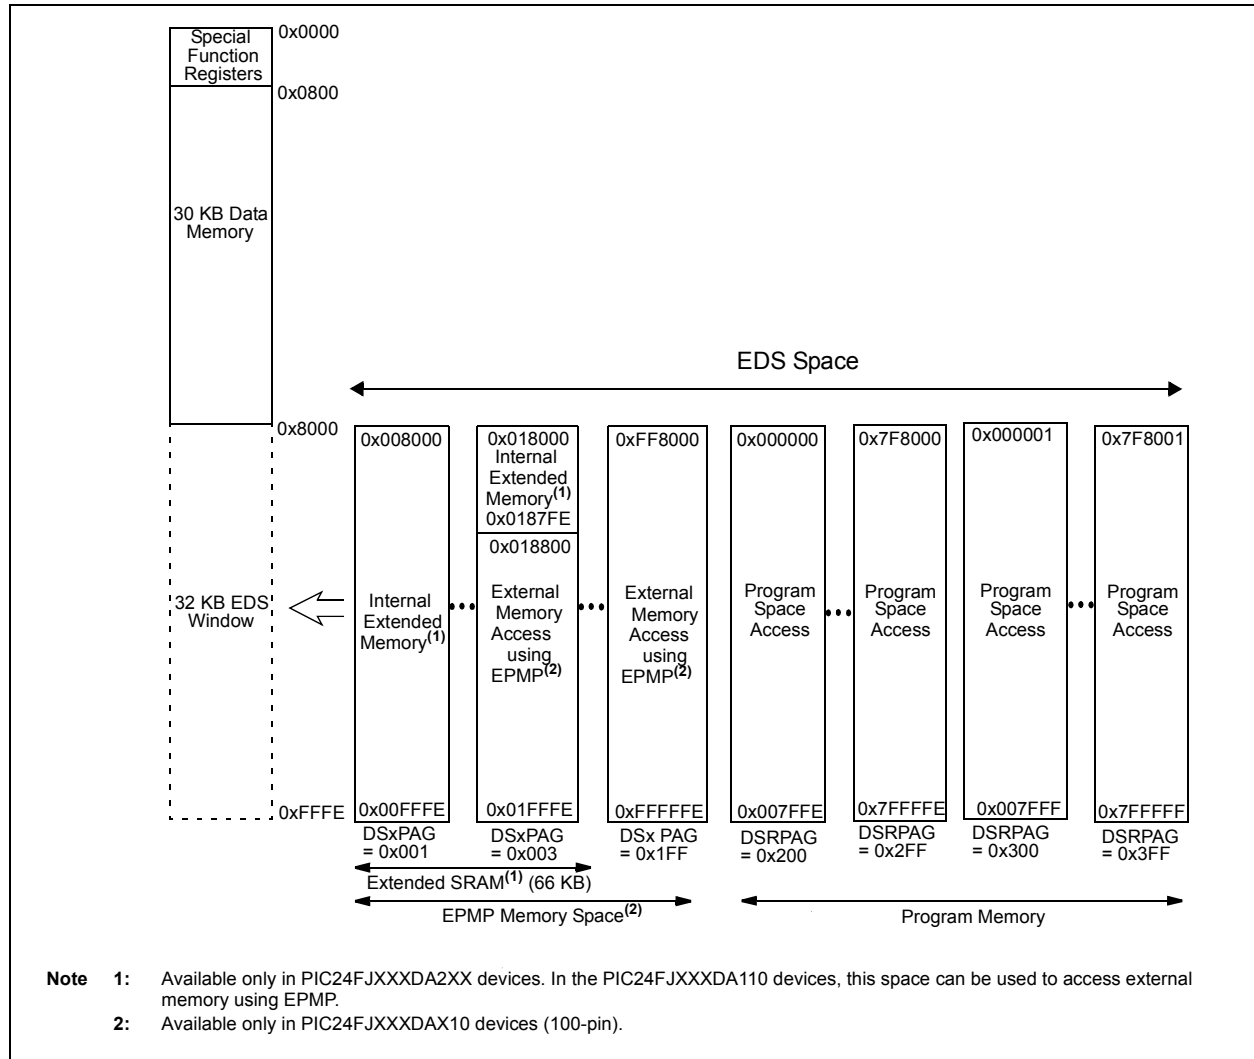 Special
Function
Registers
0x0000
0x0800
30 KB Data
Memory
0x8000
32 KB EDS
Window
0xFFFE
EDS Space
0x008000
Internal
Extended
Memory(1)
0x00FFFE
DSxPAG
= 0x001
0x018000
Internal
Extended
Memory(1)
0x0187FE
0x018800
External
Memory
Access
using
EPMP(2)
0x01FFFE
DSxPAG
= 0x003
0xFF8000
External
Memory
Access
using
EPMP(2)
0xFFFFFE
DSx PAG
= 0x1FF
0x000000
Program
Space
Access
0x007FFE
DSRPAG
= 0x200
0x7F8000
Program
Space
Access
0x7FFFFE
DSRPAG
= 0x2FF
0x000001
Program
Space
Access
0x007FFF
DSRPAG
= 0x300
0x7F8001
Program
Space
Access
0x7FFFFF
DSRPAG
= 0x3FF
Extended SRAM(1) (66 KB)
EPMP Memory Space(2)
Program Memory
Note 1: Available only in PIC24FJXXXDA2XX devices. In the PIC24FJXXXDA110 devices, this space can be used to access external
memory using EPMP.
2: Available only in PIC24FJXXXDAX10 devices (100-pin).